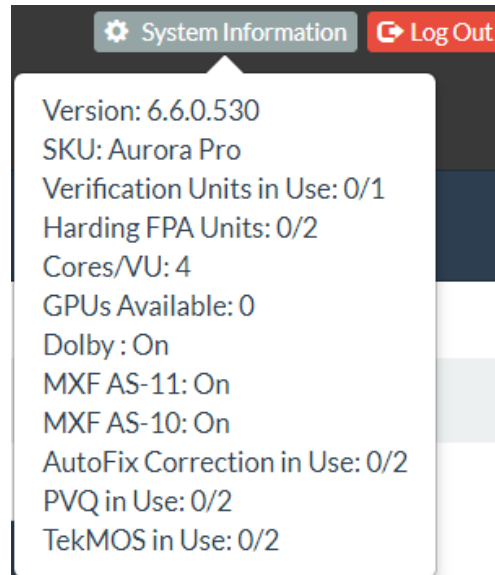 System Information
Log Out
Version: 6.6.0.530
SKU: Aurora Pro
Verification Units in Use: 0/1
Harding FPA Units: 0/2
Cores/VU: 4
GPUs Available: 0
Dolby : On
MXF AS-11: On
MXF AS-10: On
AutoFix Correction in Use: 0/2
PVQ in Use: 0/2
TekMOS in Use: 0/2